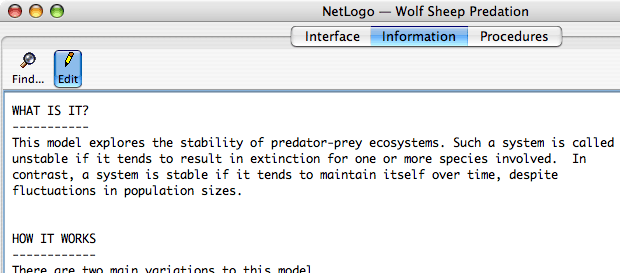 NetLogo — Wolf Sheep Predation
Interface Information Procedures
Find... Edit
WHAT IS IT?
-----------
This model explores the stability of predator-prey ecosystems. Such a system is called
unstable if it tends to result in extinction for one or more species involved.  In
contrast, a system is stable if it tends to maintain itself over time, despite
fluctuations in population sizes.
HOW IT WORKS
------------
There are two main variations to this model.